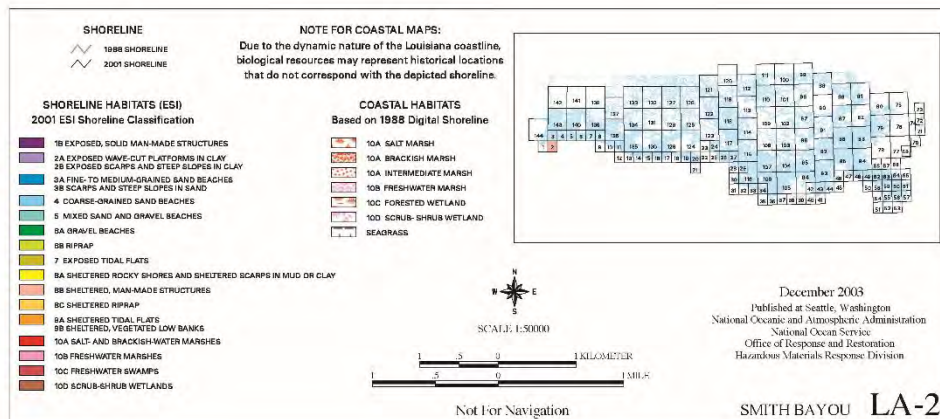 SHORELINE
1988 SHORELINE
2001 SHORELINE
NOTE FOR COASTAL MAPS:
Due to the dynamic nature of the Louisiana coastline,
biological resources may represent historical locations
that do not correspond with the depicted shoreline.
SHORELINE HABITATS (ESI)
2001 ESI Shoreline Classification
1B EXPOSED, SOLID MAN-MADE STRUCTURES
2A EXPOSED WAVE-CUT PLATFORMS IN CLAY
2B EXPOSED SCARPS AND STEEP SLOPES IN CLAY
3A FINE- TO MEDIUM-GRAINED SAND BEACHES
3B SCARPS AND STEEP SLOPES IN SAND
4 COARSE-GRAINED SAND BEACHES
5 MIXED SAND AND GRAVEL BEACHES
6A GRAVEL BEACHES
6B RIPRAP
7 EXPOSED TIDAL FLATS
8A SHELTERED ROCKY SHORES AND SHELTERED SCARPS IN MUD OR CLAY
8B SHELTERED, MAN-MADE STRUCTURES
8C SHELTERED RIPRAP
9A SHELTERED TIDAL FLATS
9B SHELTERED, VEGETATED LOW BANKS
10A SALT- AND BRACKISH-WATER MARSHES
10B FRESHWATER MARSHES
10C FRESHWATER SWAMPS
10D SCRUB-SHRUB WETLANDS
COASTAL HABITATS
Based on 1988 Digital Shoreline
10A SALT MARSH
10A BRACKISH MARSH
10A INTERMEDIATE MARSH
10B FRESHWATER MARSH
10C FORESTED WETLAND
10D SCRUB- SHRUB WETLAND
SEAGRASS
N
W E
S
SCALE 1:50000
1 .5 0 1 KILOMETER
1 .5 0 1 MILE
Not For Navigation
December 2003
Published at Seattle, Washington
National Oceanic and Atmospheric Administration
National Ocean Service
Office of Response and Restoration
Hazardous Materials Response Division
SMITH BAYOU LA-2